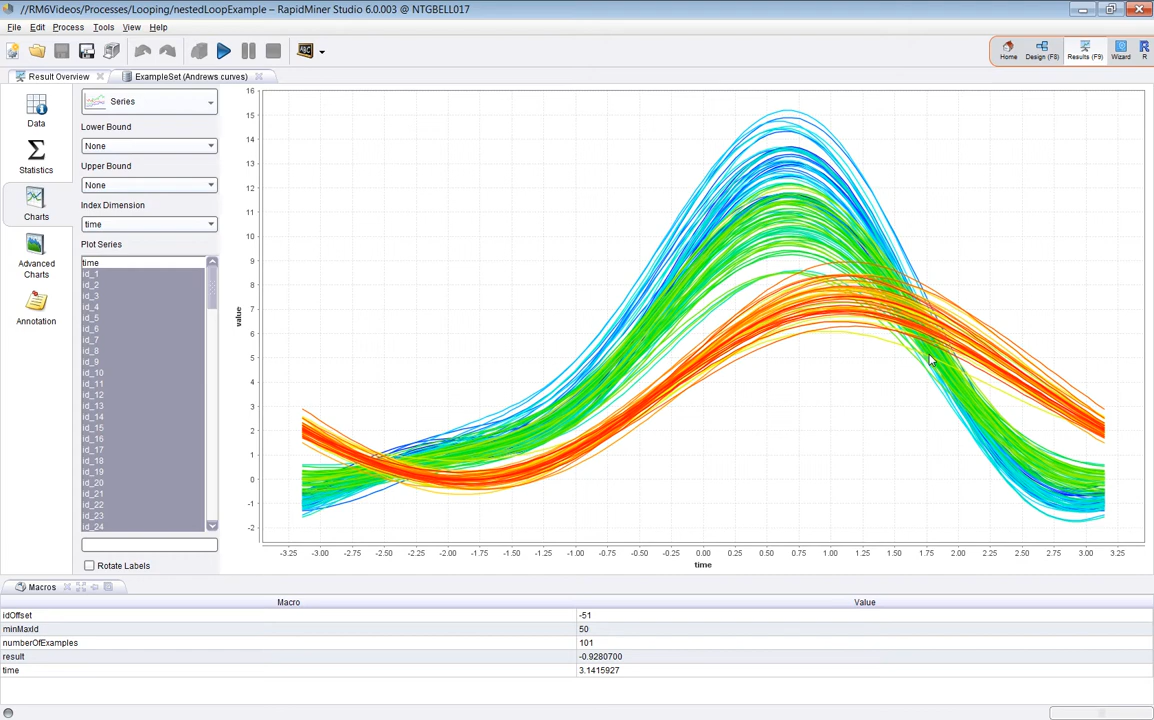 //RM6Videos/Processes/Looping/nestedLoopExample – RapidMiner Studio 6.0.003 @ NTGBELL017
File Edit Process Tools View Help
ABC
Home Design (F8) Results (F9) Wizard R
Result Overview ExampleSet (Andrews curves)
Data
Statistics
Charts
Advanced
Charts
Annotation
Series
Lower Bound
None
Upper Bound
None
Index Dimension
time
Plot Series
time
id_1
id_2
id_3
id_4
id_5
id_6
id_7
id_8
id_9
id_10
id_11
id_12
id_13
id_14
id_15
id_16
id_17
id_18
id_19
id_20
id_21
id_22
id_23
id_24
Rotate Labels
value
16
15
14
13
12
11
10
9
8
7
6
5
4
3
2
1
0
-1
-2
-3.25 -3.00 -2.75 -2.50 -2.25 -2.00 -1.75 -1.50 -1.25 -1.00 -0.75 -0.50 -0.25 0.00 0.25 0.50 0.75 1.00 1.25 1.50 1.75 2.00 2.25 2.50 2.75 3.00 3.25
time
Macros
Macro Value
idOffset -51
minMaxId 50
numberOfExamples 101
result -0.9280700
time 3.1415927